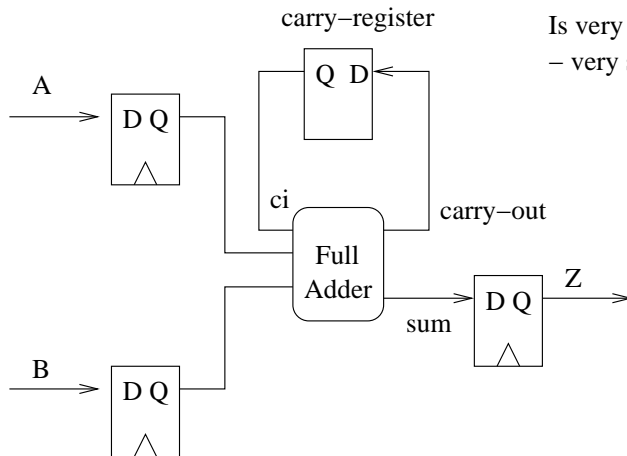 carry−register
Is very
− very
Q D
A
D Q
ci
carry−out
Full
Adder
Z
D Q
sum
B
D Q